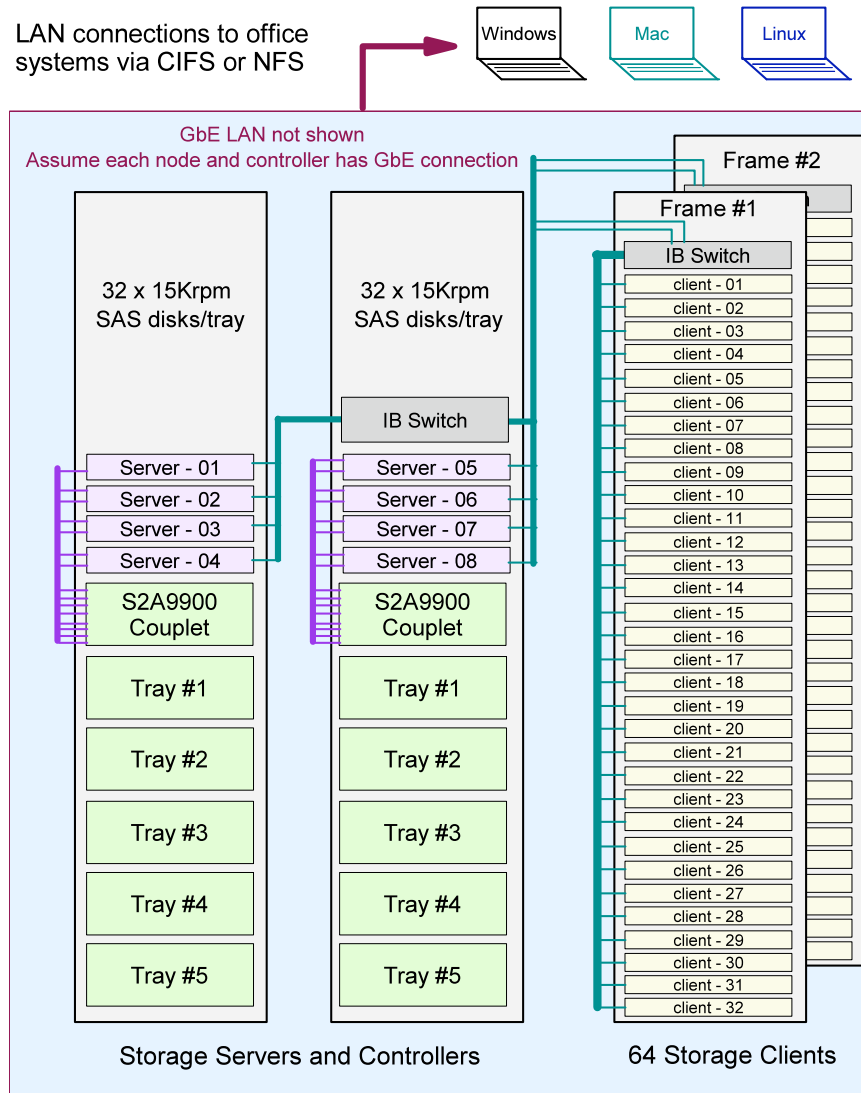 LAN connections to office
systems via CIFS or NFS
Windows
Mac
Linux
GbE LAN not shown
Assume each node and controller has GbE connection
32 x 15Krpm
SAS disks/tray
Server - 01
Server - 02
Server - 03
Server - 04
S2A9900
Couplet
Tray #1
Tray #2
Tray #3
Tray #4
Tray #5
32 x 15Krpm
SAS disks/tray
IB Switch
Server - 05
Server - 06
Server - 07
Server - 08
S2A9900
Couplet
Tray #1
Tray #2
Tray #3
Tray #4
Tray #5
Storage Servers and Controllers
Frame #2
Frame #1
IB Switch
client - 01
client - 02
client - 03
client - 04
client - 05
client - 06
client - 07
client - 08
client - 09
client - 10
client - 11
client - 12
client - 13
client - 14
client - 15
client - 16
client - 17
client - 18
client - 19
client - 20
client - 21
client - 22
client - 23
client - 24
client - 25
client - 26
client - 27
client - 28
client - 29
client - 30
client - 31
client - 32
64 Storage Clients